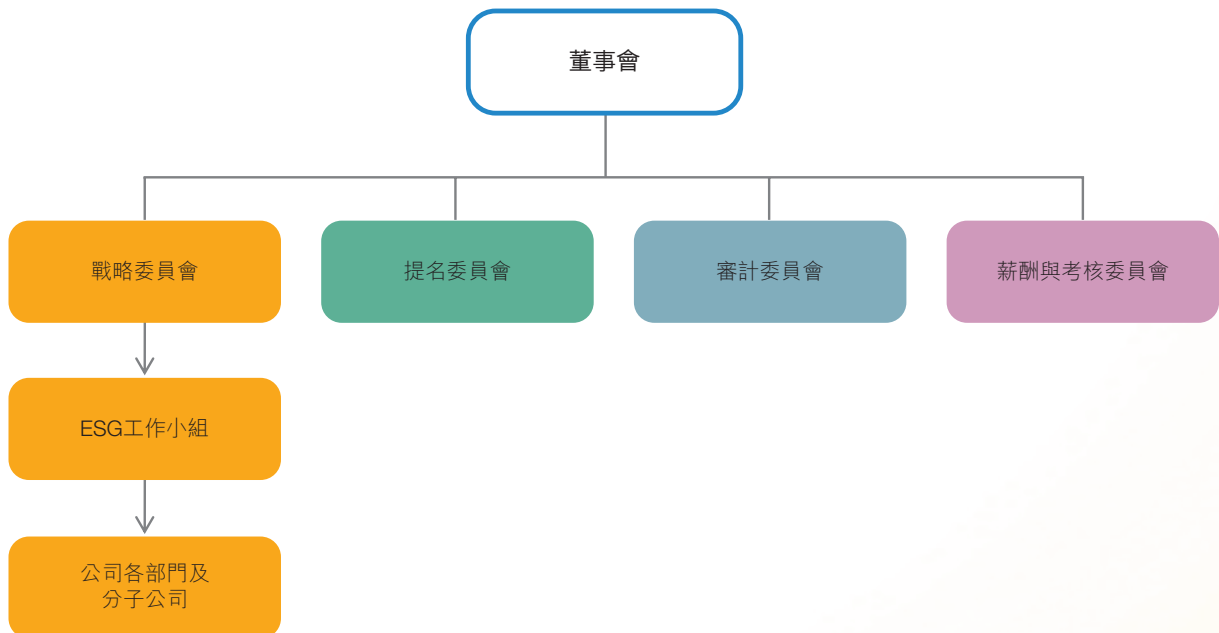 董事會
戰略委員會
提名委員會
審計委員會
薪酬與考核委員會
ESG工作小組
公司各部門及
分子公司